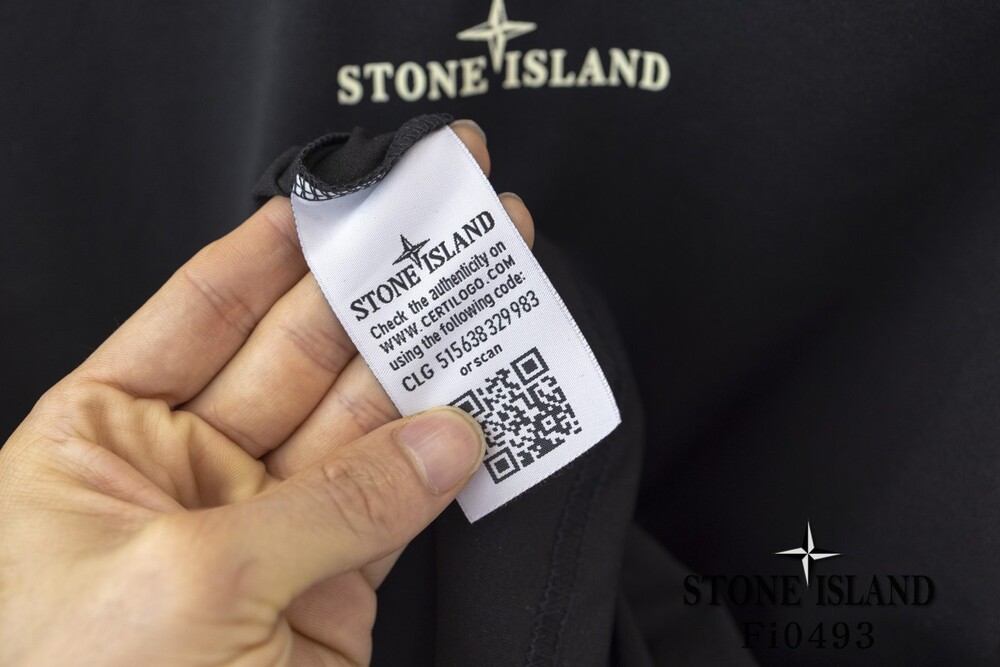 STONE ISLAND
STONE ISLAND
Check the authenticity on
WWW.CERTILOGO.COM
using the following code:
CLG 515638329983
or scan
STONE ISLAND
Fi0493